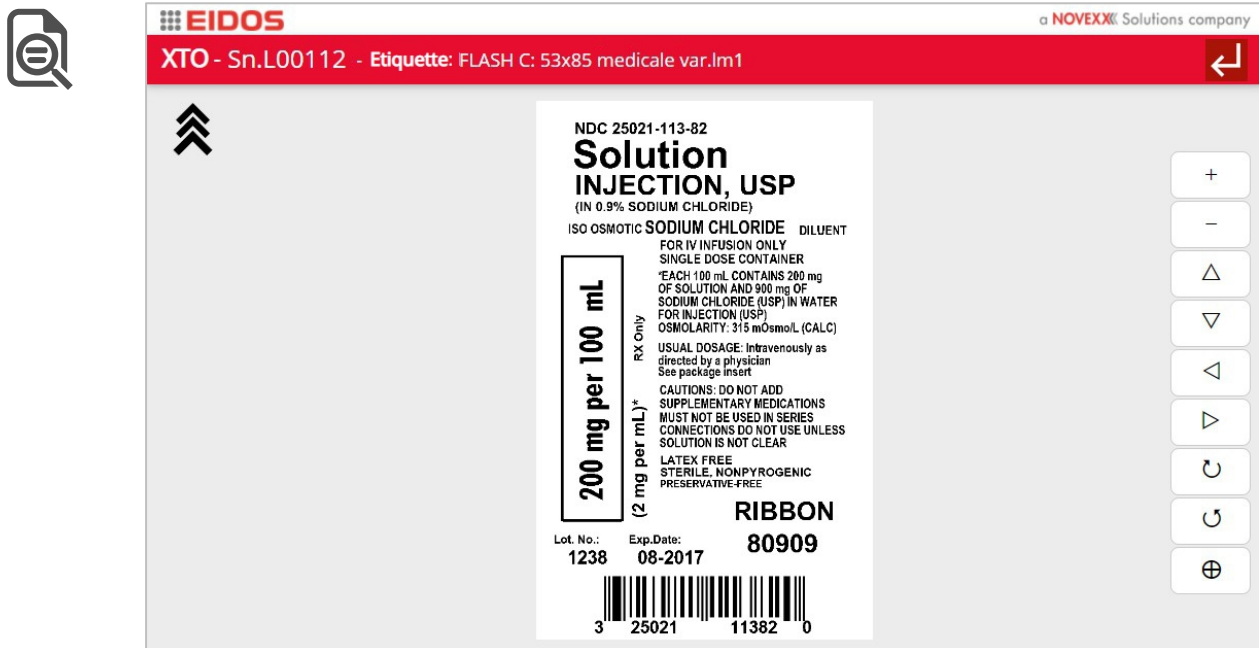 EIDOS
a NOVEXX Solutions company
XTO - Sn.L00112 - Etiquette: FLASH C: 53x85 medicale var.lm1
NDC 25021-113-82
Solution
INJECTION, USP
(IN 0.9% SODIUM CHLORIDE)
ISO OSMOTIC SODIUM CHLORIDE DILUENT
FOR IV INFUSION ONLY
SINGLE DOSE CONTAINER
200 mg per 100 mL
(2 mg per mL)* RX Only
*EACH 100 mL CONTAINS 200 mg
OF SOLUTION AND 900 mg OF
SODIUM CHLORIDE (USP) IN WATER
FOR INJECTION (USP)
OSMOLARITY: 315 mOsmo/L (CALC)
USUAL DOSAGE: Intravenously as
directed by a physician
See package insert
CAUTIONS: DO NOT ADD
SUPPLEMENTARY MEDICATIONS
MUST NOT BE USED IN SERIES
CONNECTIONS DO NOT USE UNLESS
SOLUTION IS NOT CLEAR
LATEX FREE
STERILE, NONPYROGENIC
PRESERVATIVE-FREE
RIBBON
80909
Lot. No.: Exp.Date:
1238 08-2017
3 25021 11382 0